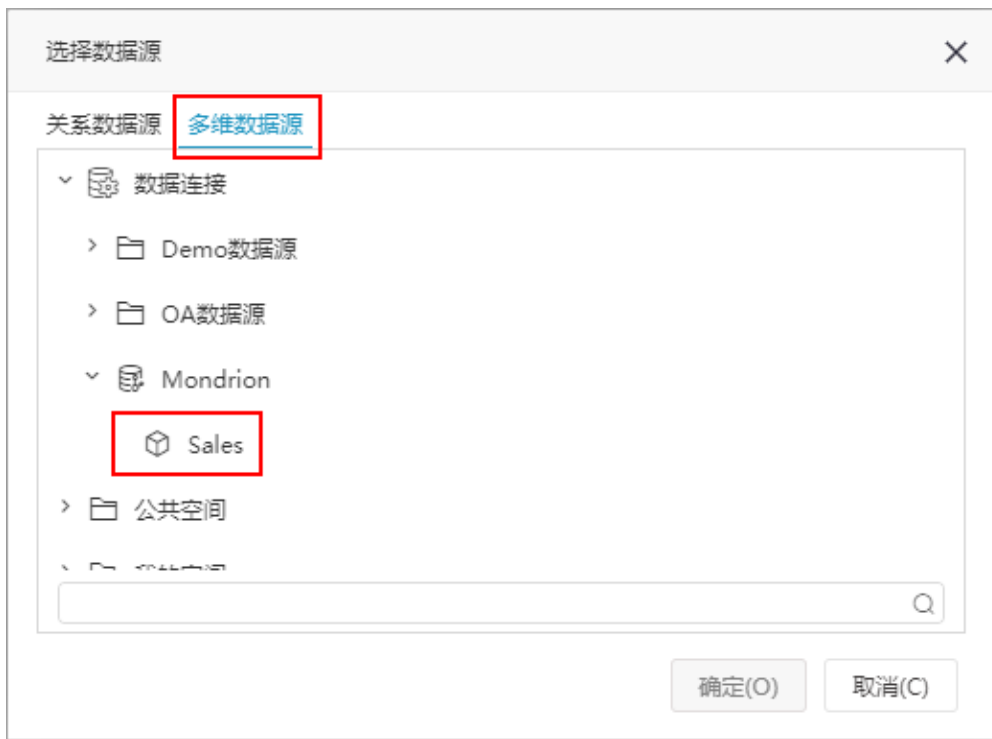 选择数据源
关系数据源 多维数据源
数据连接
Demo数据源
OA数据源
Mondrion
Sales
公共空间
确定(O) 取消(C)